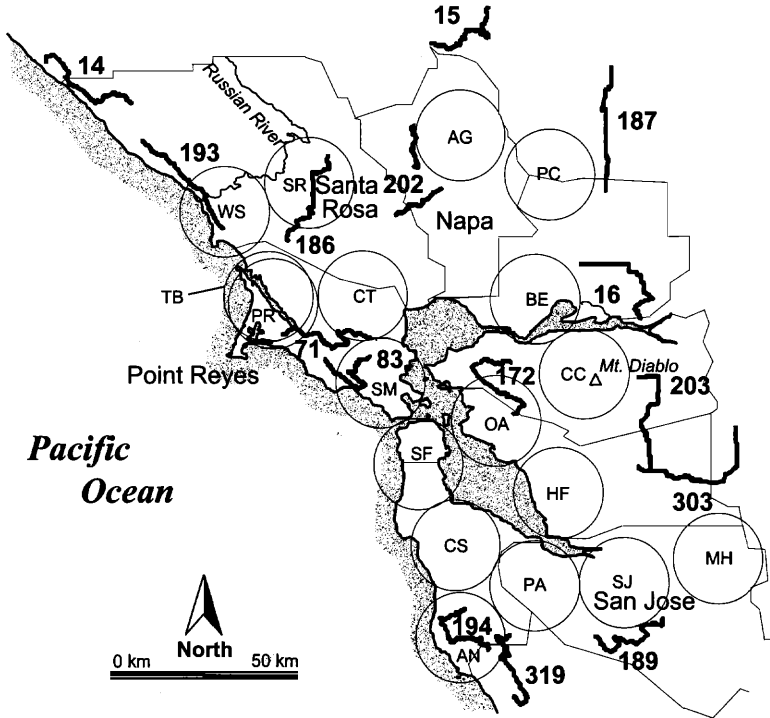 15
14
Russian River
187
AG
193
PC
SR
Santa
Rosa
202
WS
Napa
186
TB
CT
BE
16
PR
71
83
172
CC
Mt. Diablo
Point Reyes
SM
203
OA
SF
Pacific
Ocean
HF
303
CS
MH
PA
SJ
San Jose
194
North
AN
189
0 km
50 km
319